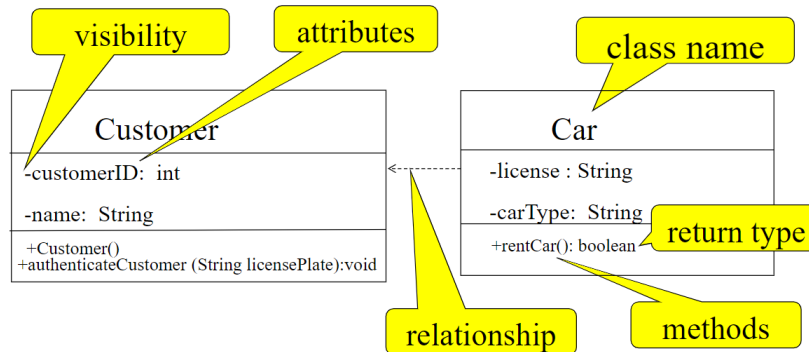 visibility
attributes
class name
Customer
Car
-customerID:  int
-name:  String
+Customer()
+authenticateCustomer (String licensePlate):void
-license : String
-carType:  String
+rentCar(): boolean
return type
relationship
methods